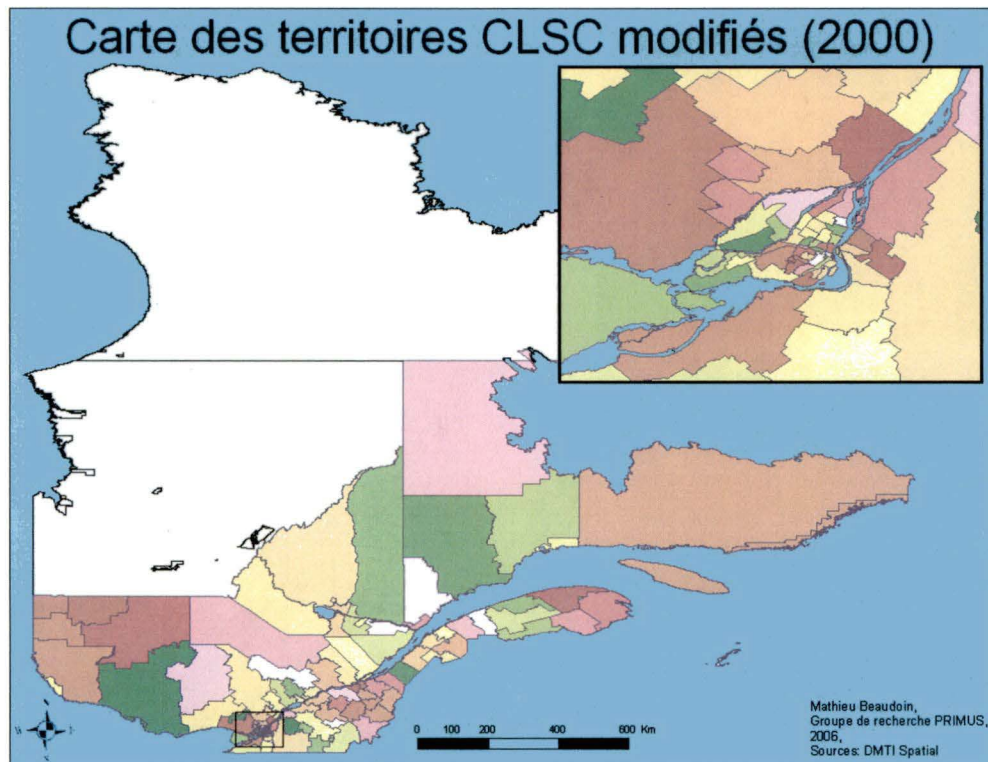 Carte des territoires CLSC modifiés (2000)
0 100 200 400 600 Km
Mathieu Beaudoin,
Groupe de recherche PRIMUS,
2006,
Sources: DMTI Spatial